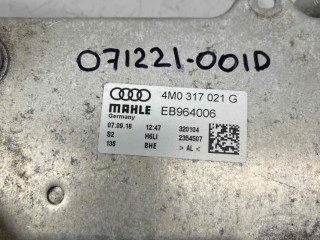 071221-001D
4M0 317 021 G
MAHLE
Germany
EB964006
07.09.18 12:47 320104
S2 H6LI 2354507
138 BHE > AL <